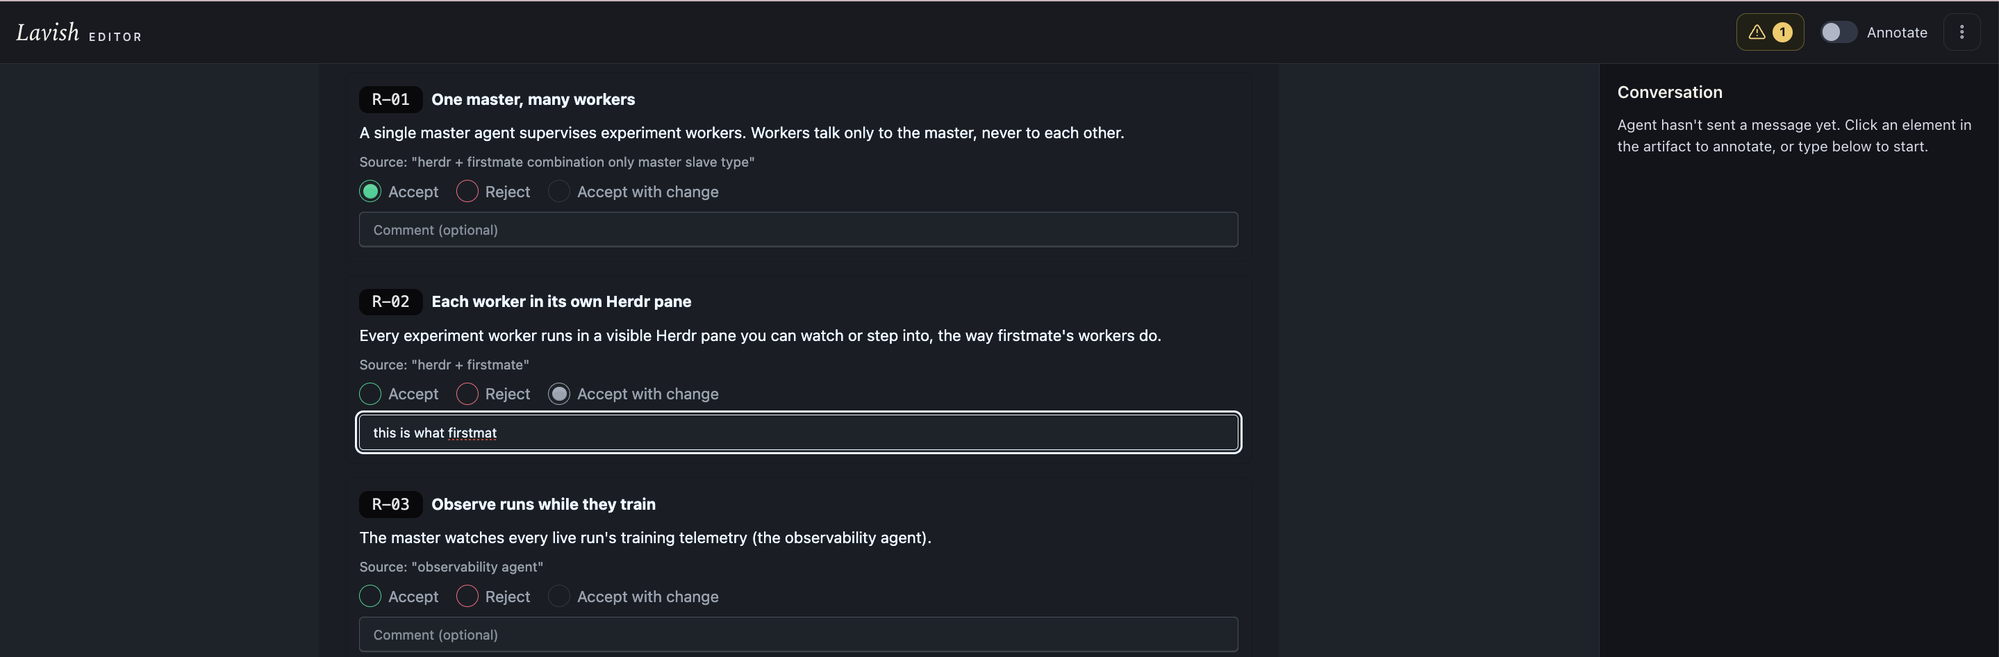 Lavish EDITOR
1
Annotate
R-01 One master, many workers
A single master agent supervises experiment workers. Workers talk only to the master, never to each other.
Source: "herdr + firstmate combination only master slave type"
Accept Reject Accept with change
Comment (optional)
R-02 Each worker in its own Herdr pane
Every experiment worker runs in a visible Herdr pane you can watch or step into, the way firstmate's workers do.
Source: "herdr + firstmate"
Accept Reject Accept with change
this is what firstmat
R-03 Observe runs while they train
The master watches every live run's training telemetry (the observability agent).
Source: "observability agent"
Accept Reject Accept with change
Comment (optional)
Conversation
Agent hasn't sent a message yet. Click an element in
the artifact to annotate, or type below to start.